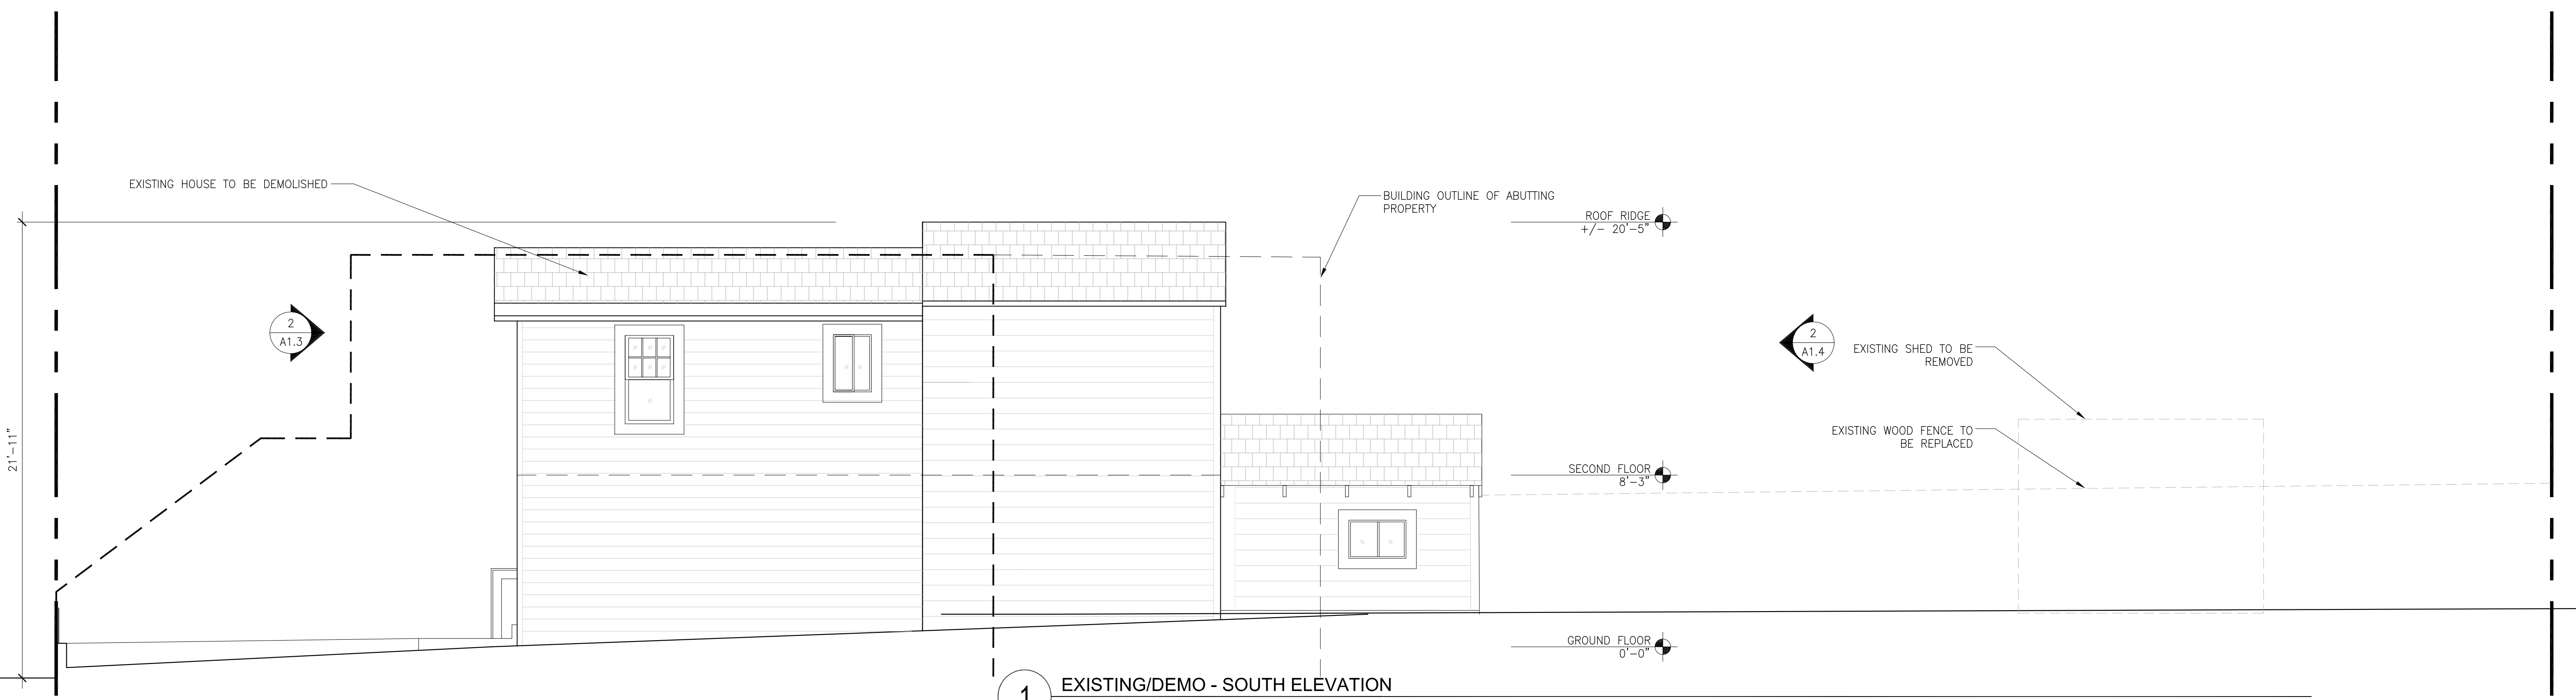 EXISTING HOUSE TO BE DEMOLISHED
BUILDING OUTLINE OF ABUTTING
PROPERTY
ROOF RIDGE
+/- 20'-5"
2
A1.3
2
A1.4
EXISTING SHED TO BE
REMOVED
EXISTING WOOD FENCE TO
BE REPLACED
21'-11"
SECOND FLOOR
8'-3"
GROUND FLOOR
0'-0"
1
EXISTING/DEMO - SOUTH ELEVATION